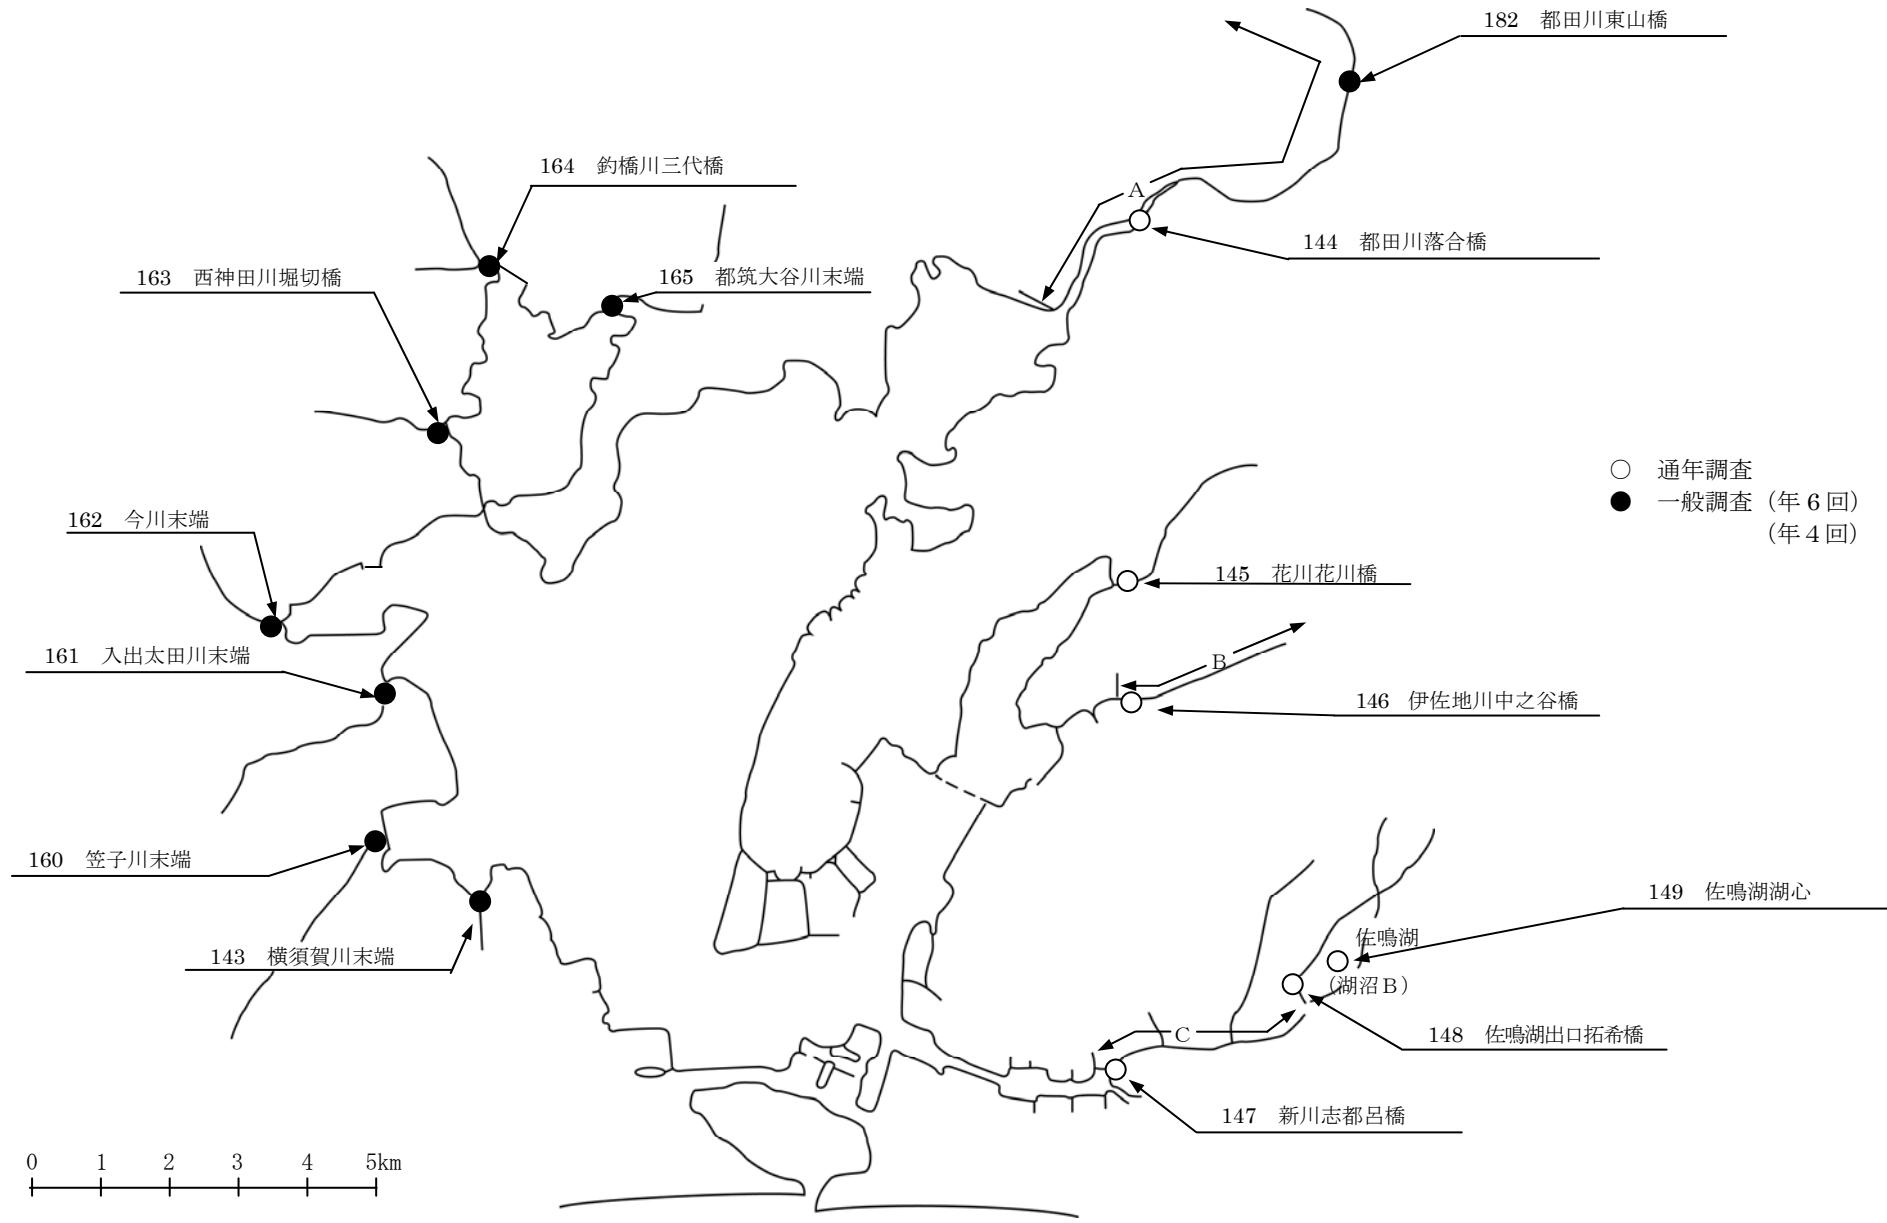 182 都田川東山橋
164 釣橋川三代橋
A
144 都田川落合橋
163 西神田川堀切橋
165 都筑大谷川末端
○ 通年調査
● 一般調査（年６回）
（年４回）
162 今川末端
145 花川花川橋
161 入出太田川末端
B
146 伊佐地川中之谷橋
160 笠子川末端
149 佐鳴湖湖心
佐鳴湖
（湖沼Ｂ）
143 横須賀川末端
C
148 佐鳴湖出口拓希橋
147 新川志都呂橋
0 1 2 3 4 5km